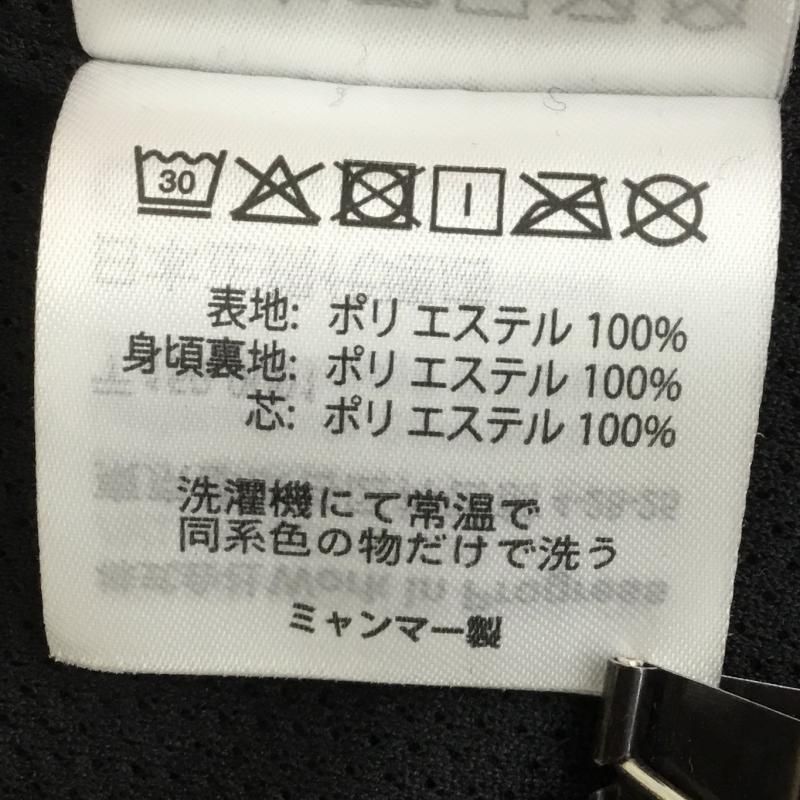 30
表地: ポリエステル 100%
身頃裏地: ポリエステル 100%
芯: ポリエステル 100%
洗濯機にて常温で
同系色の物だけで洗う
ミャンマー製